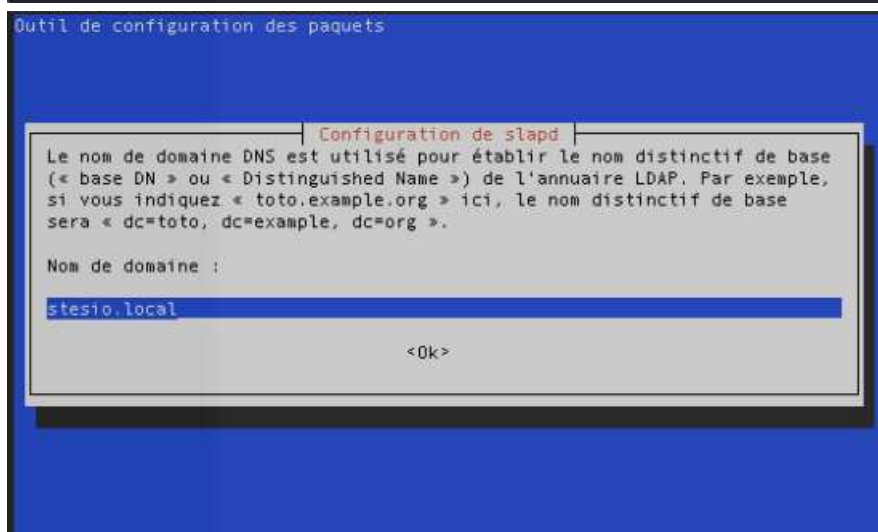 Outil de configuration des paquets
Configuration de slapd
Le nom de domaine DNS est utilisé pour établir le nom distinctif de base
(« base DN » ou « Distinguished Name ») de l'annuaire LDAP. Par exemple,
si vous indiquez « toto.example.org » ici, le nom distinctif de base
sera « dc=toto, dc=example, dc=org ».
Nom de domaine :
stesio.local
<Ok>